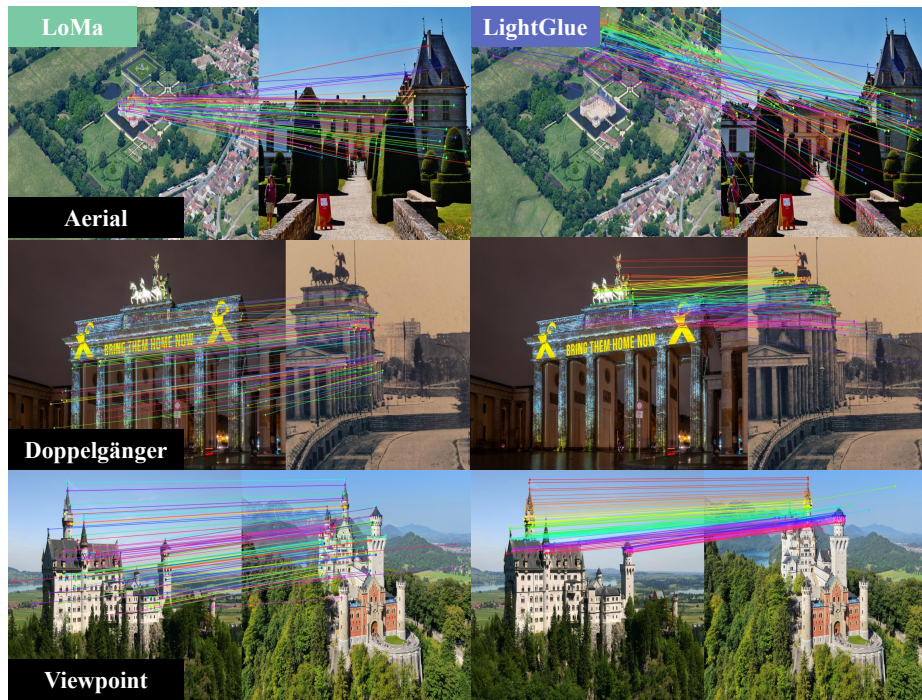 LoMa
LightGlue
Aerial
BRING THEM HOME NOW
BRING THEM HOME NOW
Doppelgänger
Viewpoint